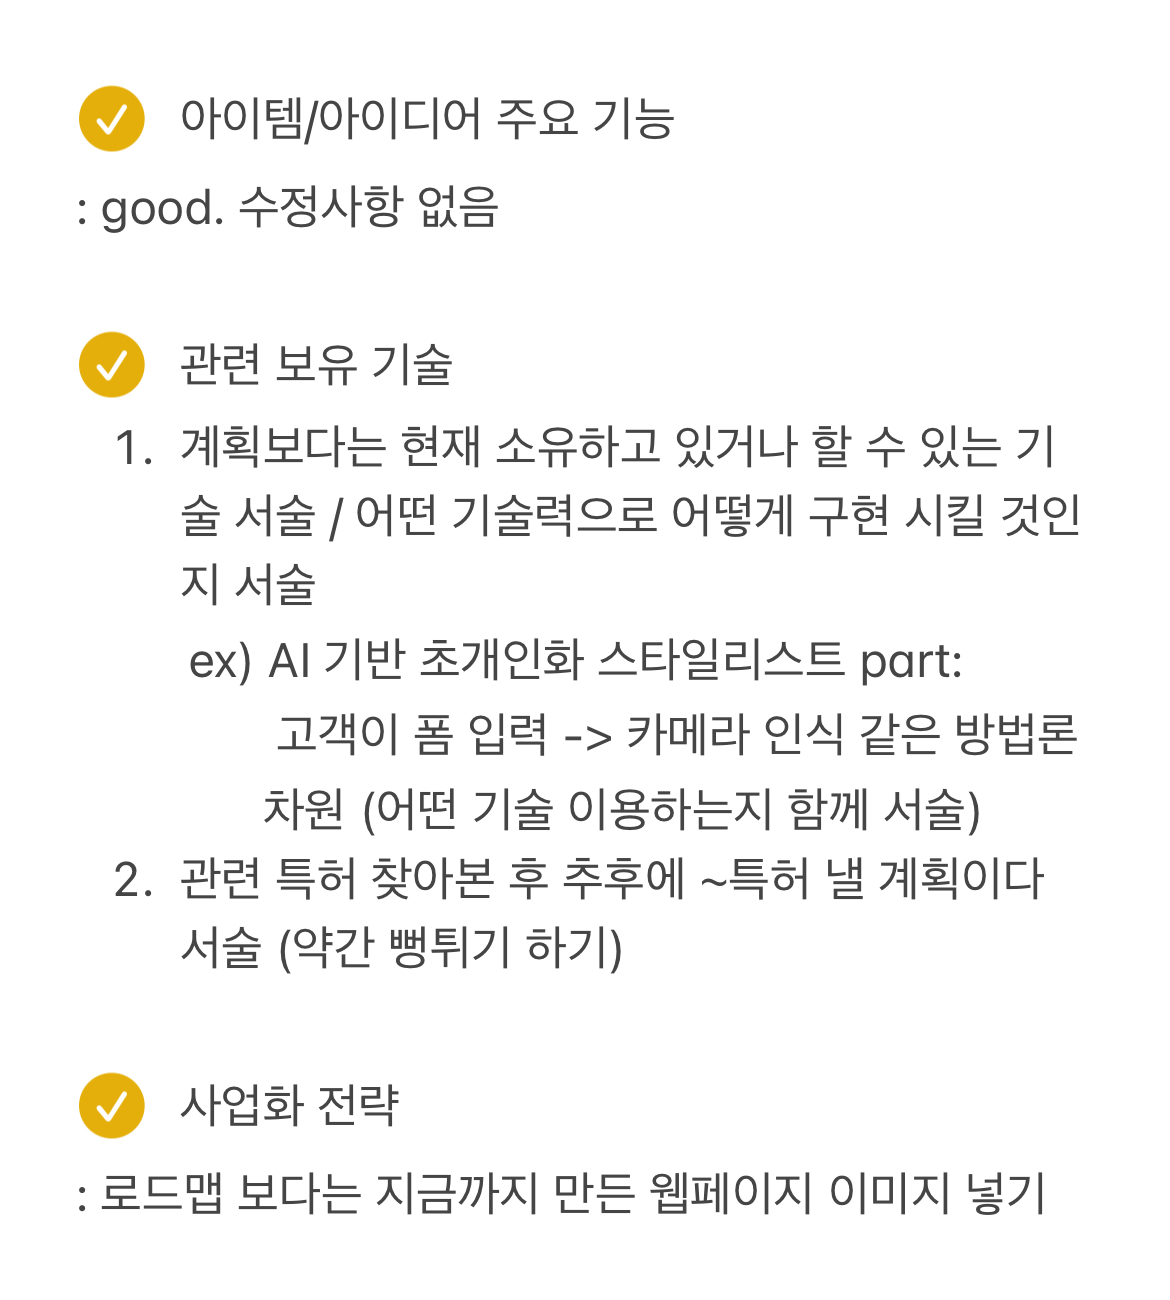 아이템/아이디어 주요 기능
: good. 수정사항 없음
관련 보유 기술
1. 계획보다는 현재 소유하고 있거나 할 수 있는 기
술 서술 / 어떤 기술력으로 어떻게 구현 시킬 것인
지 서술
ex) AI 기반 초개인화 스타일리스트 part:
고객이 폼 입력 -> 카메라 인식 같은 방법론
차원 (어떤 기술 이용하는지 함께 서술)
2. 관련 특허 찾아본 후 추후에 ~특허 낼 계획이다
서술 (약간 뻥튀기 하기)
사업화 전략
: 로드맵 보다는 지금까지 만든 웹페이지 이미지 넣기